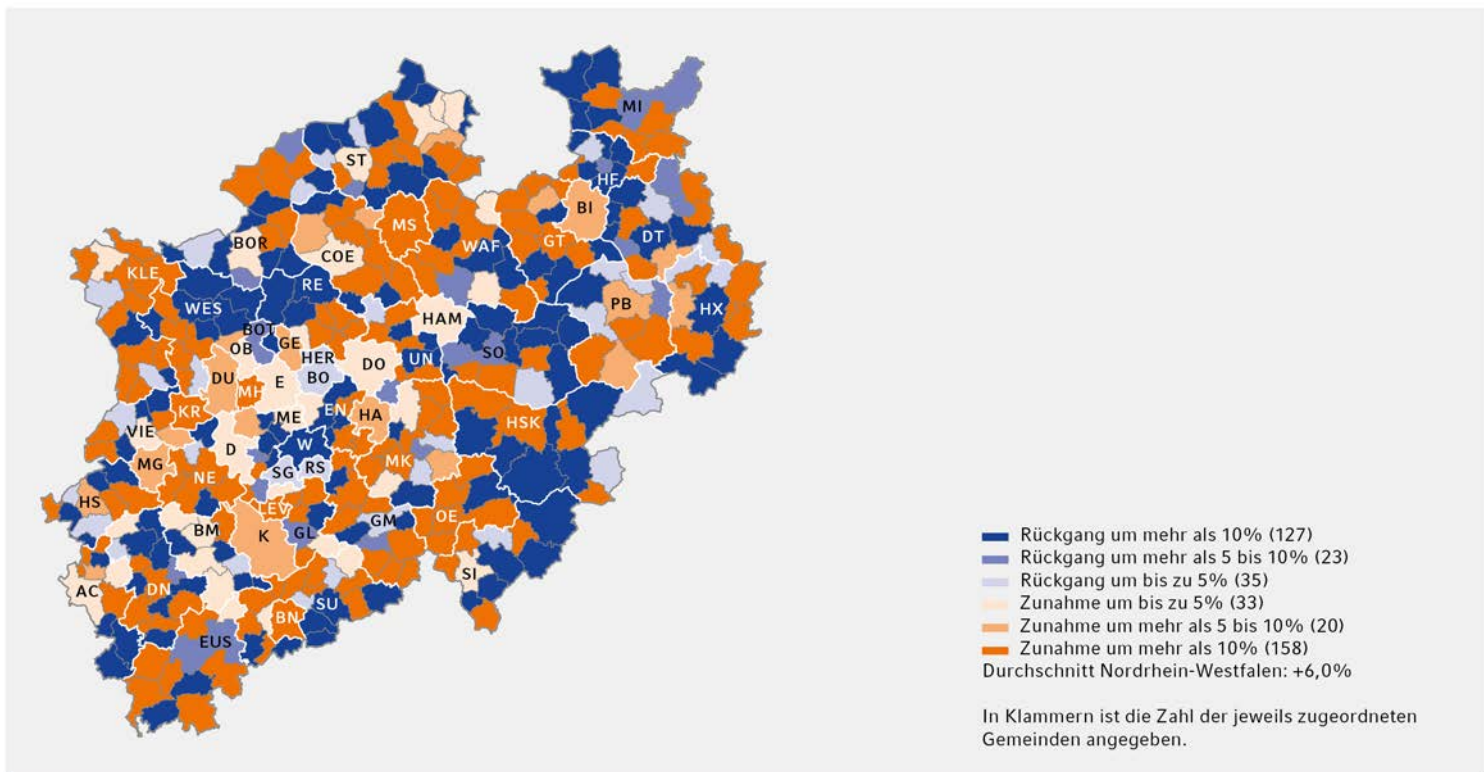 MI
HF
ST
BI
MS
DT
WAF
GT
BOR
COE
KLE
RE
WES
PB
HX
HAM
BOT
SO
OB
GE
HER
UN
DO
DU
E
BO
MH
KR
EN
HA
ME
HSK
VIE
D
W
MG
MK
SG
RS
NE
HS
LEV
OE
GM
BM
K
GL
SI
AC
DN
SU
BN
EUS
Rückgang um mehr als 10% (127)
Rückgang um mehr als 5 bis 10% (23)
Rückgang um bis zu 5% (35)
Zunahme um bis zu 5% (33)
Zunahme um mehr als 5 bis 10% (20)
Zunahme um mehr als 10% (158)
Durchschnitt Nordrhein-Westfalen: +6,0%
In Klammern ist die Zahl der jeweils zugeordneten
Gemeinden angegeben.